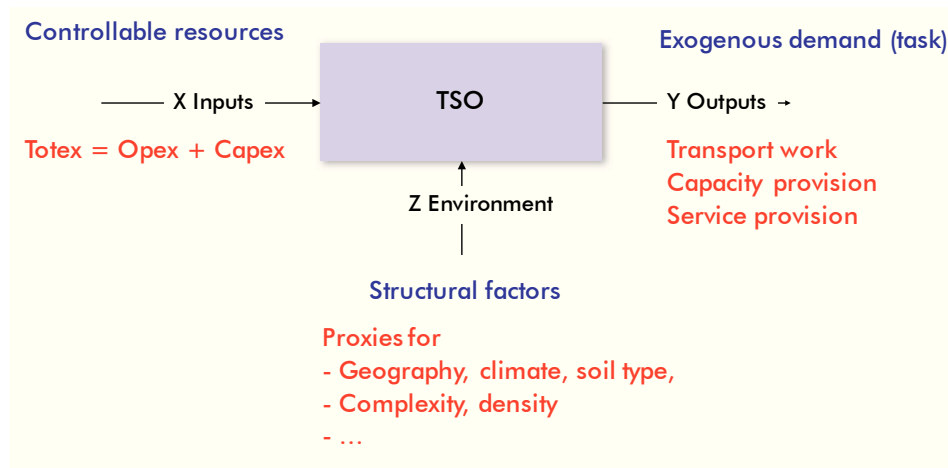 Controllable resources
Exogenous demand (task)
X Inputs
TSO
Y Outputs
Totex = Opex + Capex
Transport work
Capacity provision
Service provision
Z Environment
Structural factors
Proxies for
- Geography, climate, soil type,
- Complexity, density
- ...